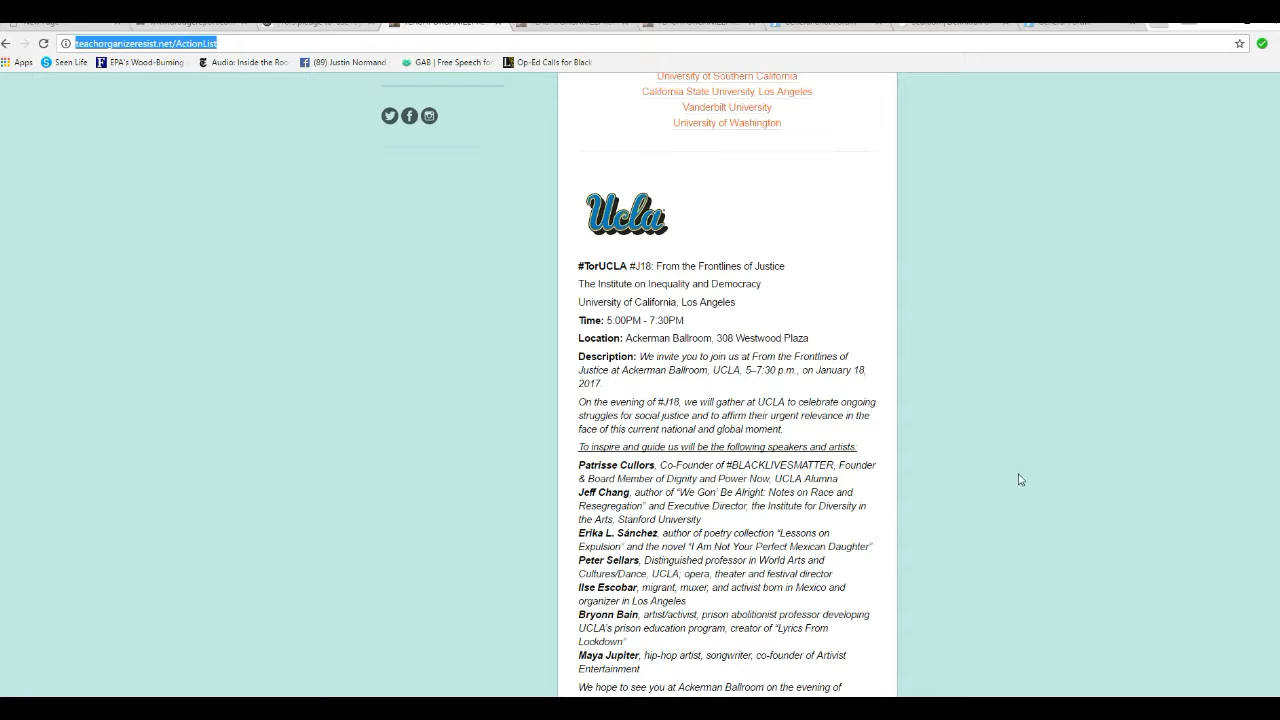 teachorganizeresist.net/ActionList
Apps Seen Life EPA's Wood-Burning Audio: Inside the Roo (89) Justin Normand GAB | Free Speech fo Op-Ed Calls for Black
University of Southern California
California State University, Los Angeles
Vanderbilt University
University of Washington
Ucla
#TorUCLA #J18: From the Frontlines of Justice
The Institute on Inequality and Democracy
University of California, Los Angeles
Time: 5:00PM - 7:30PM
Location: Ackerman Ballroom, 308 Westwood Plaza
Description: We invite you to join us at From the Frontlines of
Justice at Ackerman Ballroom, UCLA, 5–7:30 p.m., on January 18,
2017.
On the evening of #J18, we will gather at UCLA to celebrate ongoing
struggles for social justice and to affirm their urgent relevance in the
face of this current national and global moment.
To inspire and guide us will be the following speakers and artists:
Patrisse Cullors, Co-Founder of #BLACKLIVESMATTER, Founder
& Board Member of Dignity and Power Now, UCLA Alumna
Jeff Chang, author of “We Gon’ Be Alright: Notes on Race and
Resegregation” and Executive Director, the Institute for Diversity in
the Arts, Stanford University
Erika L. Sánchez, author of poetry collection “Lessons on
Expulsion” and the novel “I Am Not Your Perfect Mexican Daughter”
Peter Sellars, Distinguished professor in World Arts and
Cultures/Dance, UCLA; opera, theater and festival director
Ilse Escobar, migrant, muxer, and activist born in Mexico and
organizer in Los Angeles
Bryonn Bain, artist/activist, prison abolitionist professor developing
UCLA's prison education program, creator of “Lyrics From
Lockdown”
Maya Jupiter, hip-hop artist, songwriter, co-founder of Artivist
Entertainment
We hope to see you at Ackerman Ballroom on the evening of